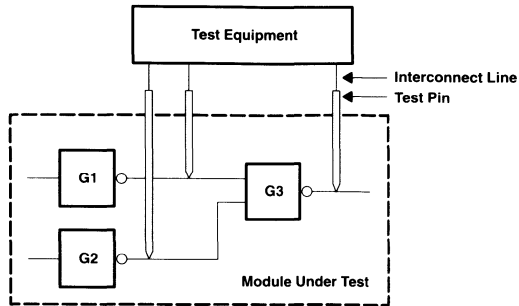 Test Equipment
Interconnect Line
Test Pin
G1
G3
G2
Module Under Test